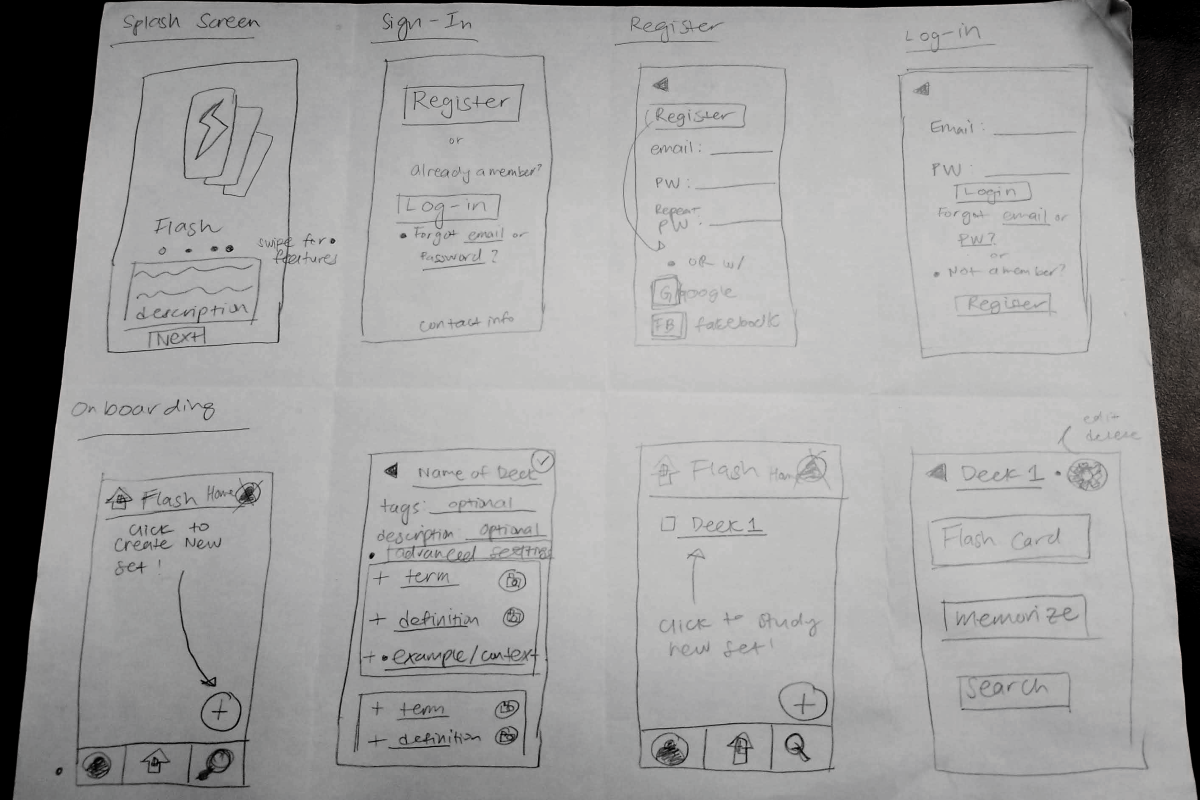 Splash Screen
Flash
swipe for
features
description
Next
Sign-In
Register
or
already a member?
Log-in
• Forgot email or
Password?
contact info
Register
Register
email:
PW:
Repeat
PW:
• OR w/
G google
FB fakebook
Log-in
Email:
PW:
Login
Forgot email or
PW?
or
• Not a member?
Register
Onboarding
Flash Home
Click to
Create New
set!
+
Name of Deck
tags: optional
description optional
• advanced settings
+ term
+ definition
+ • example/context
+ term
+ definition
Flash Home
Deck 1
Click to study
new set!
+
edit
delete
Deck 1 •
Flash Card
Memorize
Search